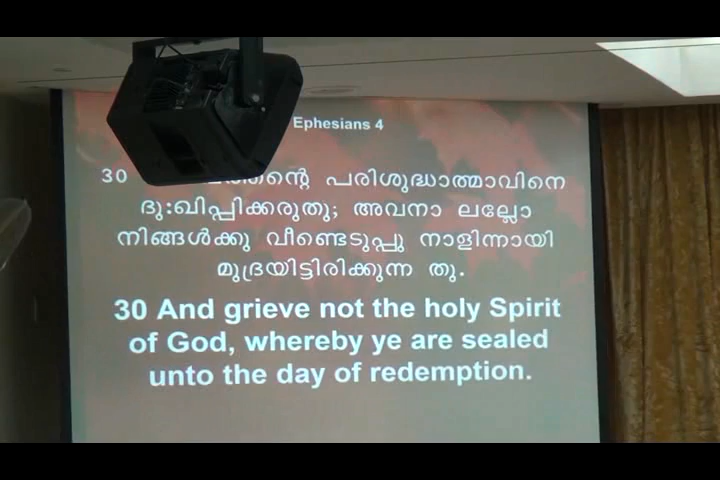 Ephesians 4
30 പരിശുദ്ധാത്മാവിനെ
ദുഃഖിപ്പിക്കരുതു; അവനാ ലല്ലോ
നിങ്ങൾക്കു വീണ്ടെടുപ്പു നാളിന്നായി
മുദ്രയിട്ടിരിക്കുന്ന തു.
30 And grieve not the holy Spirit
of God, whereby ye are sealed
unto the day of redemption.